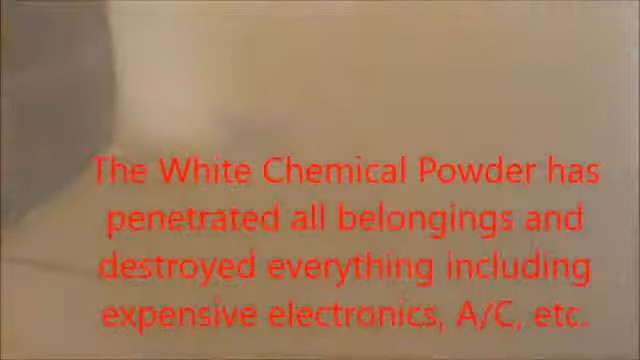 The White Chemical Powder has
penetrated all belongings and
destroyed everything including
expensive electronics, A/C, etc.